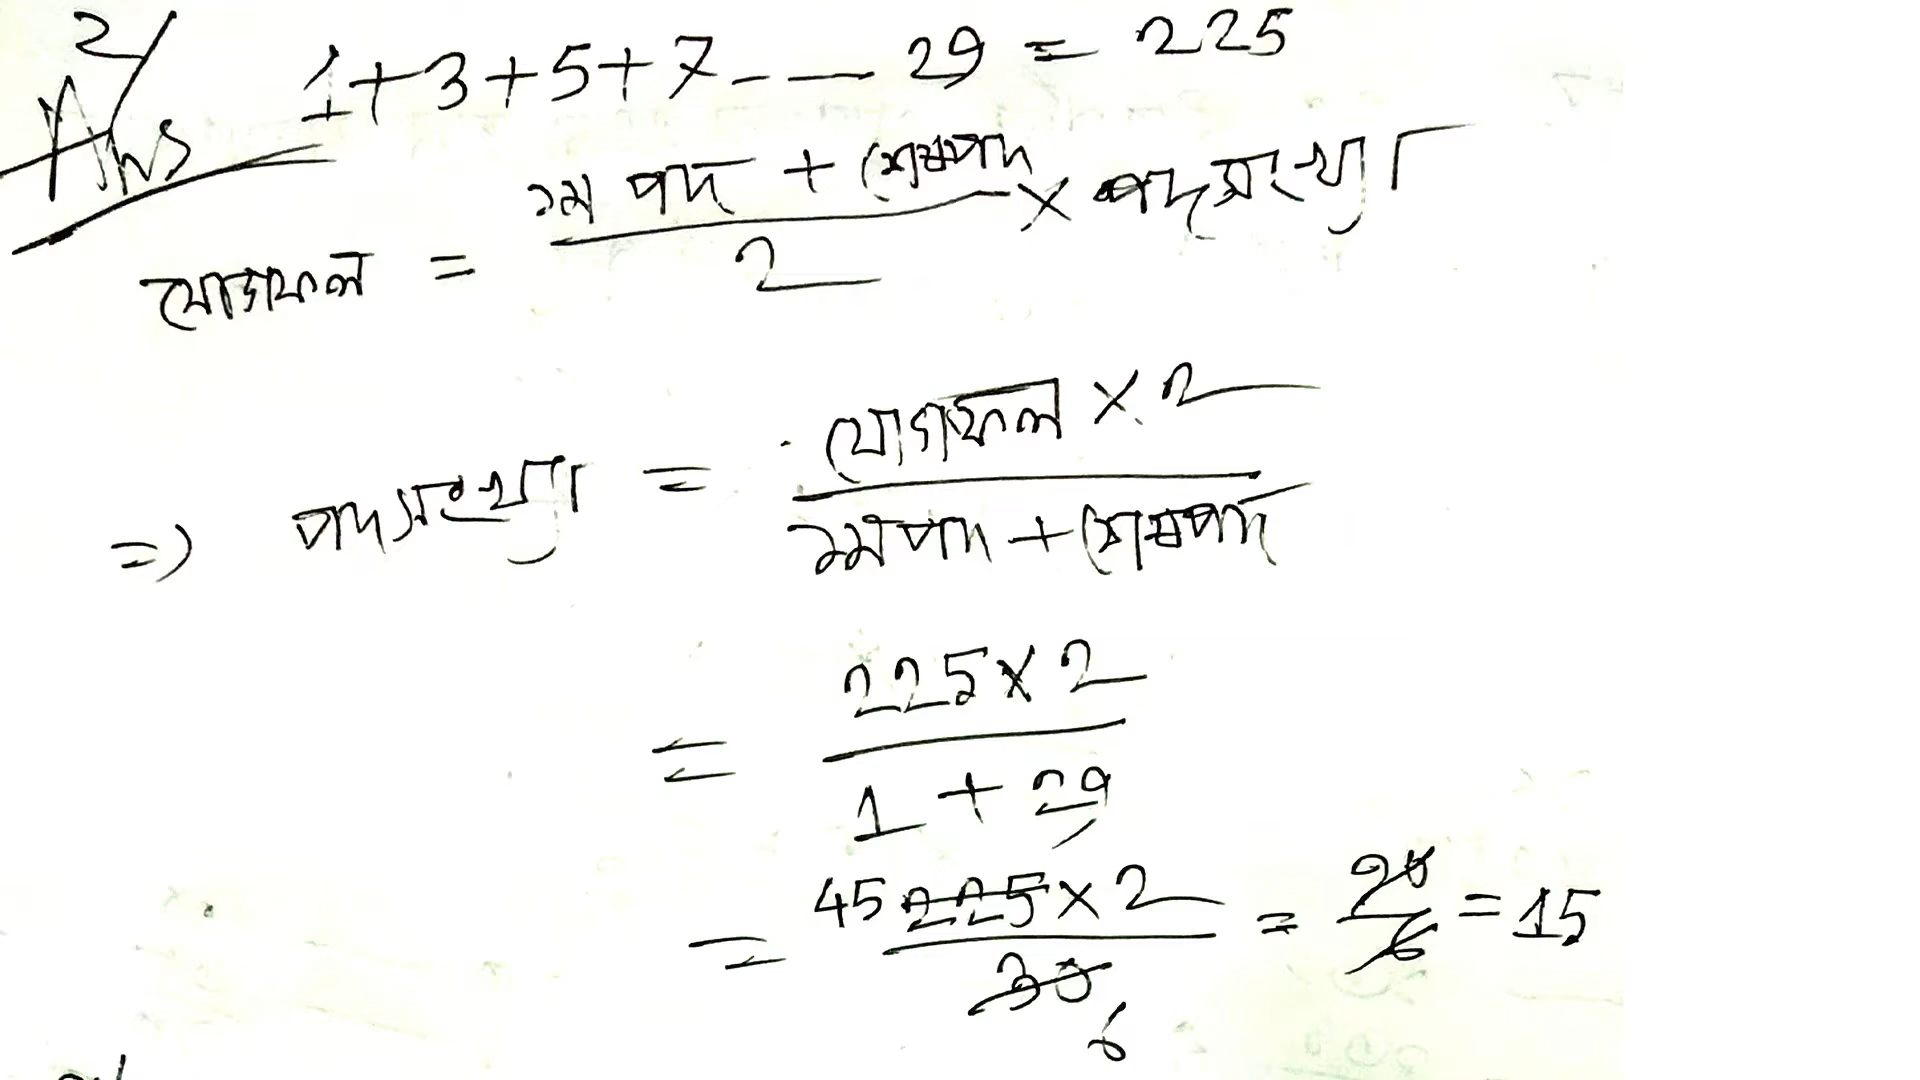 2/
Ans 1+3+5+7 - — 29 = 225
যোগফল = (১ম পদ + শেষপদ)/2 × পদসংখ্যা
=> পদসংখ্যা = (যোগফল × 2)/(১মপদ + শেষপদ)
= (225 × 2)/(1 + 29)
= (45 225 × 2)/(30 6) = 90/6 = 15